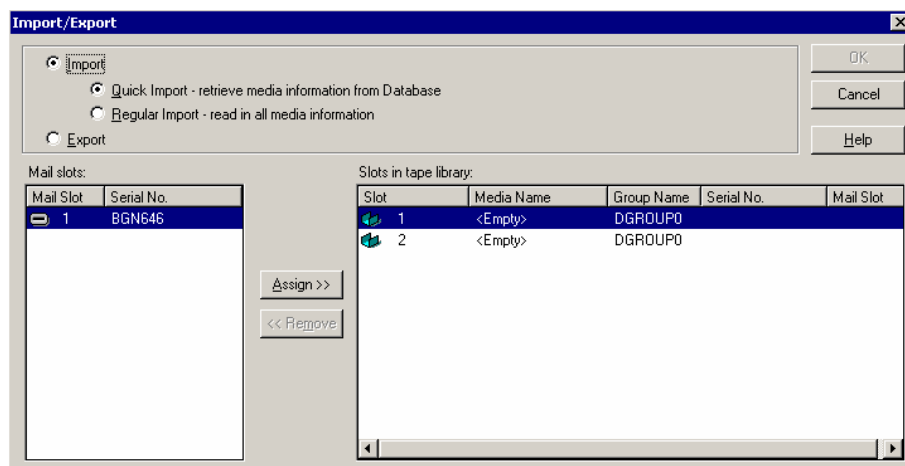 Import/Export
Import
OK
Quick Import - retrieve media information from Database
Cancel
Regular Import - read in all media information
Export
Help
Mail slots:
Slots in tape library:
Mail Slot Serial No.
Slot Media Name Group Name Serial No. Mail Slot
1 BGN646
1 <Empty> DGROUP0
2 <Empty> DGROUP0
Assign >>
<< Remove